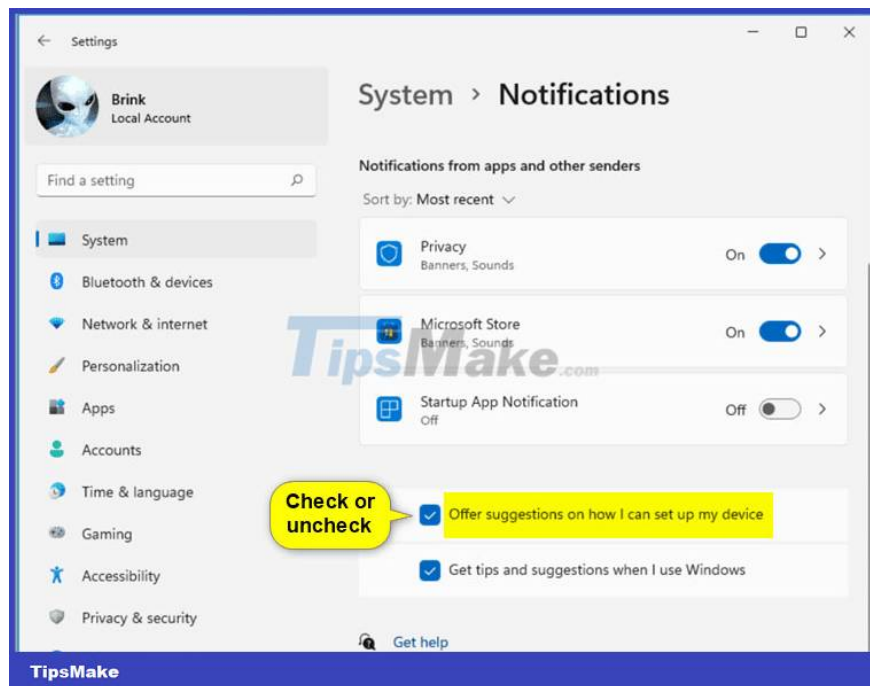 Settings
Brink
Local Account
Find a setting
System
Bluetooth & devices
Network & internet
Personalization
Apps
Accounts
Time & language
Gaming
Accessibility
Privacy & security
System > Notifications
Notifications from apps and other senders
Sort by: Most recent
Privacy
Banners, Sounds
On
Microsoft Store
Banners, Sounds
On
Startup App Notification
Off
Off
TipsMake.com
Check or
uncheck
Offer suggestions on how I can set up my device
Get tips and suggestions when I use Windows
Get help
TipsMake